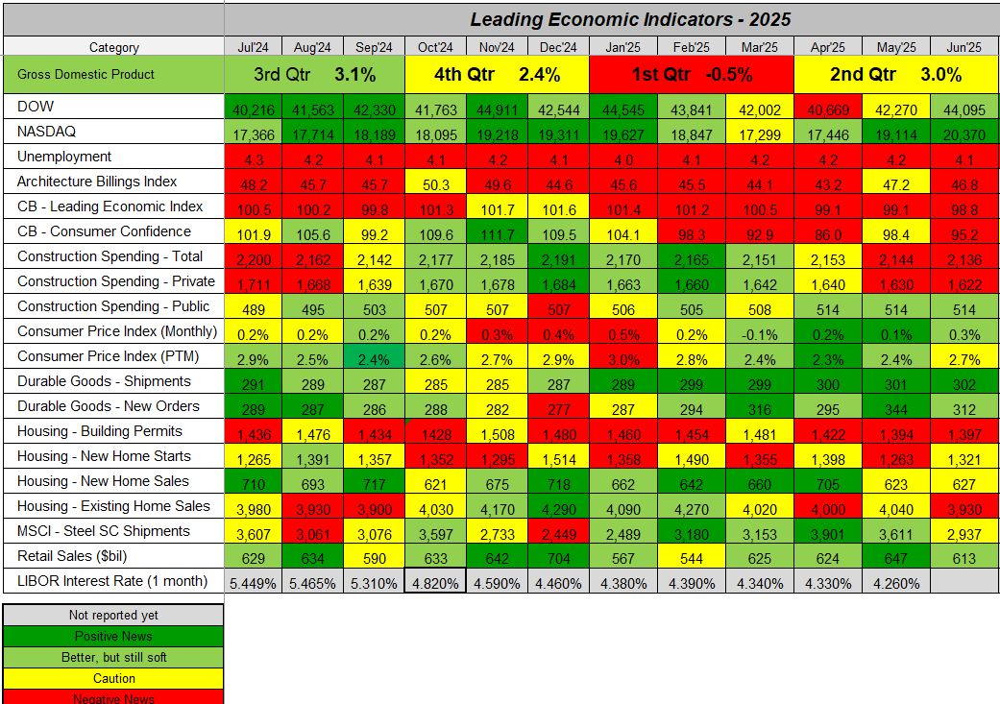 Leading Economic Indicators - 2025
Category Jul'24 Aug'24 Sep'24 Oct'24 Nov'24 Dec'24 Jan'25 Feb'25 Mar'25 Apr'25 May'25 Jun'25
Gross Domestic Product 3rd Qtr 3.1% 4th Qtr 2.4% 1st Qtr -0.5% 2nd Qtr 3.0%
DOW 40,216 41,563 42,330 41,763 44,911 42,544 44,545 43,841 42,002 40,669 42,270 44,095
NASDAQ 17,366 17,714 18,189 18,095 19,218 19,311 19,627 18,847 17,299 17,446 19,114 20,370
Unemployment 4.3 4.2 4.1 4.1 4.2 4.1 4.0 4.1 4.2 4.2 4.2 4.1
Architecture Billings Index 48.2 45.7 45.7 50.3 49.6 44.6 45.6 45.5 44.1 43.2 47.2 46.8
CB - Leading Economic Index 100.5 100.2 99.8 101.3 101.7 101.6 101.4 101.2 100.5 99.1 99.1 98.8
CB - Consumer Confidence 101.9 105.6 99.2 109.6 111.7 109.5 104.1 98.3 92.9 86.0 98.4 95.2
Construction Spending - Total 2,200 2,162 2,142 2,177 2,185 2,191 2,170 2,165 2,151 2,153 2,144 2,136
Construction Spending - Private 1,711 1,668 1,639 1,670 1,678 1,684 1,663 1,660 1,642 1,640 1,630 1,622
Construction Spending - Public 489 495 503 507 507 507 506 505 508 514 514 514
Consumer Price Index (Monthly) 0.2% 0.2% 0.2% 0.2% 0.3% 0.4% 0.5% 0.2% -0.1% 0.2% 0.1% 0.3%
Consumer Price Index (PTM) 2.9% 2.5% 2.4% 2.6% 2.7% 2.9% 3.0% 2.8% 2.4% 2.3% 2.4% 2.7%
Durable Goods - Shipments 291 289 287 285 285 287 289 299 299 300 301 302
Durable Goods - New Orders 289 287 286 288 282 277 287 294 316 295 344 312
Housing - Building Permits 1,436 1,476 1,434 1428 1,508 1,480 1,460 1,454 1,481 1,422 1,394 1,397
Housing - New Home Starts 1,265 1,391 1,357 1,352 1,295 1,514 1,358 1,490 1,355 1,398 1,263 1,321
Housing - New Home Sales 710 693 717 621 675 718 662 642 660 705 623 627
Housing - Existing Home Sales 3,980 3,930 3,900 4,030 4,170 4,290 4,090 4,270 4,020 4,000 4,040 3,930
MSCI - Steel SC Shipments 3,607 3,061 3,076 3,597 2,733 2,449 2,489 3,180 3,153 3,901 3,611 2,937
Retail Sales ($bil) 629 634 590 633 642 704 567 544 625 624 647 613
LIBOR Interest Rate (1 month) 5.449% 5.465% 5.310% 4.820% 4.590% 4.460% 4.380% 4.390% 4.340% 4.330% 4.260%
Not reported yet
Positive News
Better, but still soft
Caution
Negative News